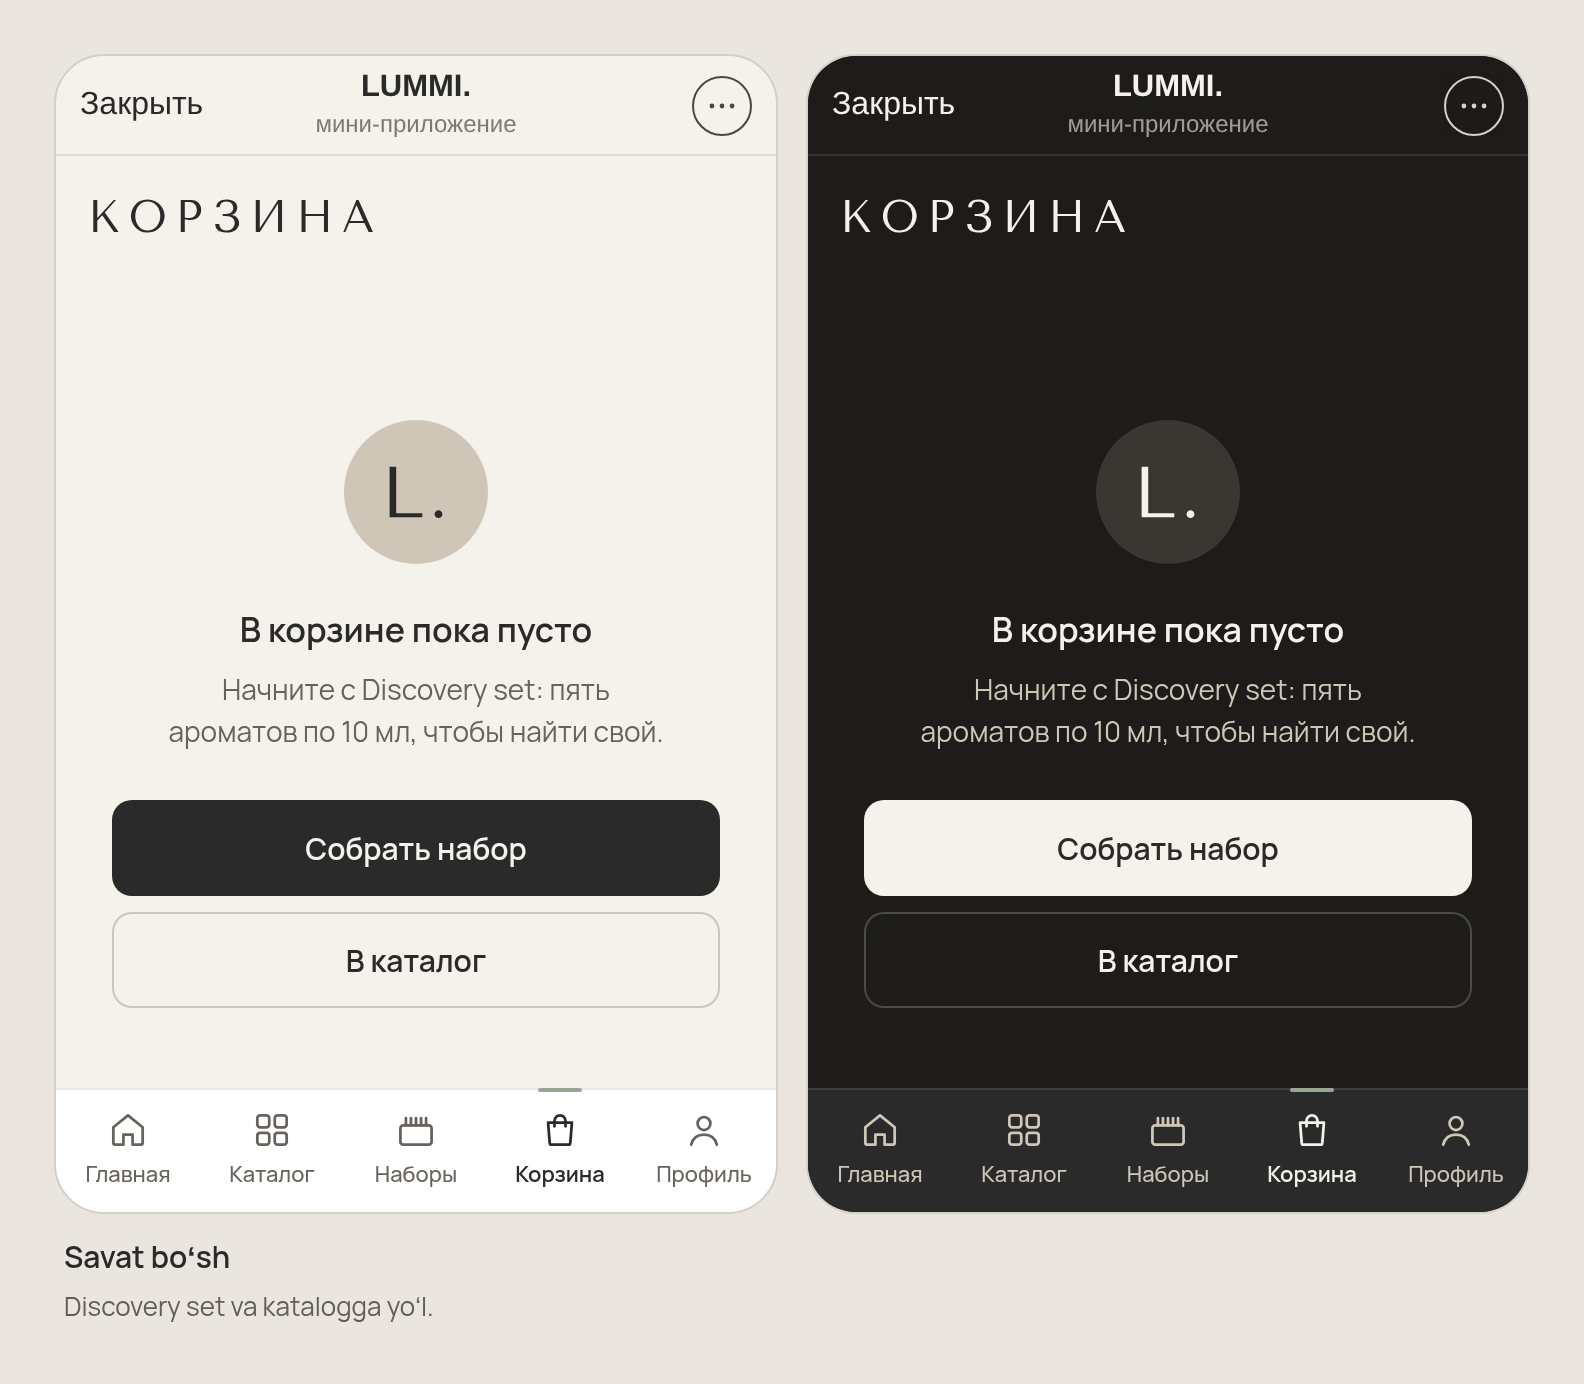 Закрыть
LUMMI.
мини-приложение
КОРЗИНА
L.
В корзине пока пусто
Начните с Discovery set: пять
ароматов по 10 мл, чтобы найти свой.
Собрать набор
В каталог
Главная
Каталог
Наборы
Корзина
Профиль
Закрыть
LUMMI.
мини-приложение
КОРЗИНА
L.
В корзине пока пусто
Начните с Discovery set: пять
ароматов по 10 мл, чтобы найти свой.
Собрать набор
В каталог
Главная
Каталог
Наборы
Корзина
Профиль
Savat boʻsh
Discovery set va katalogga yoʻl.